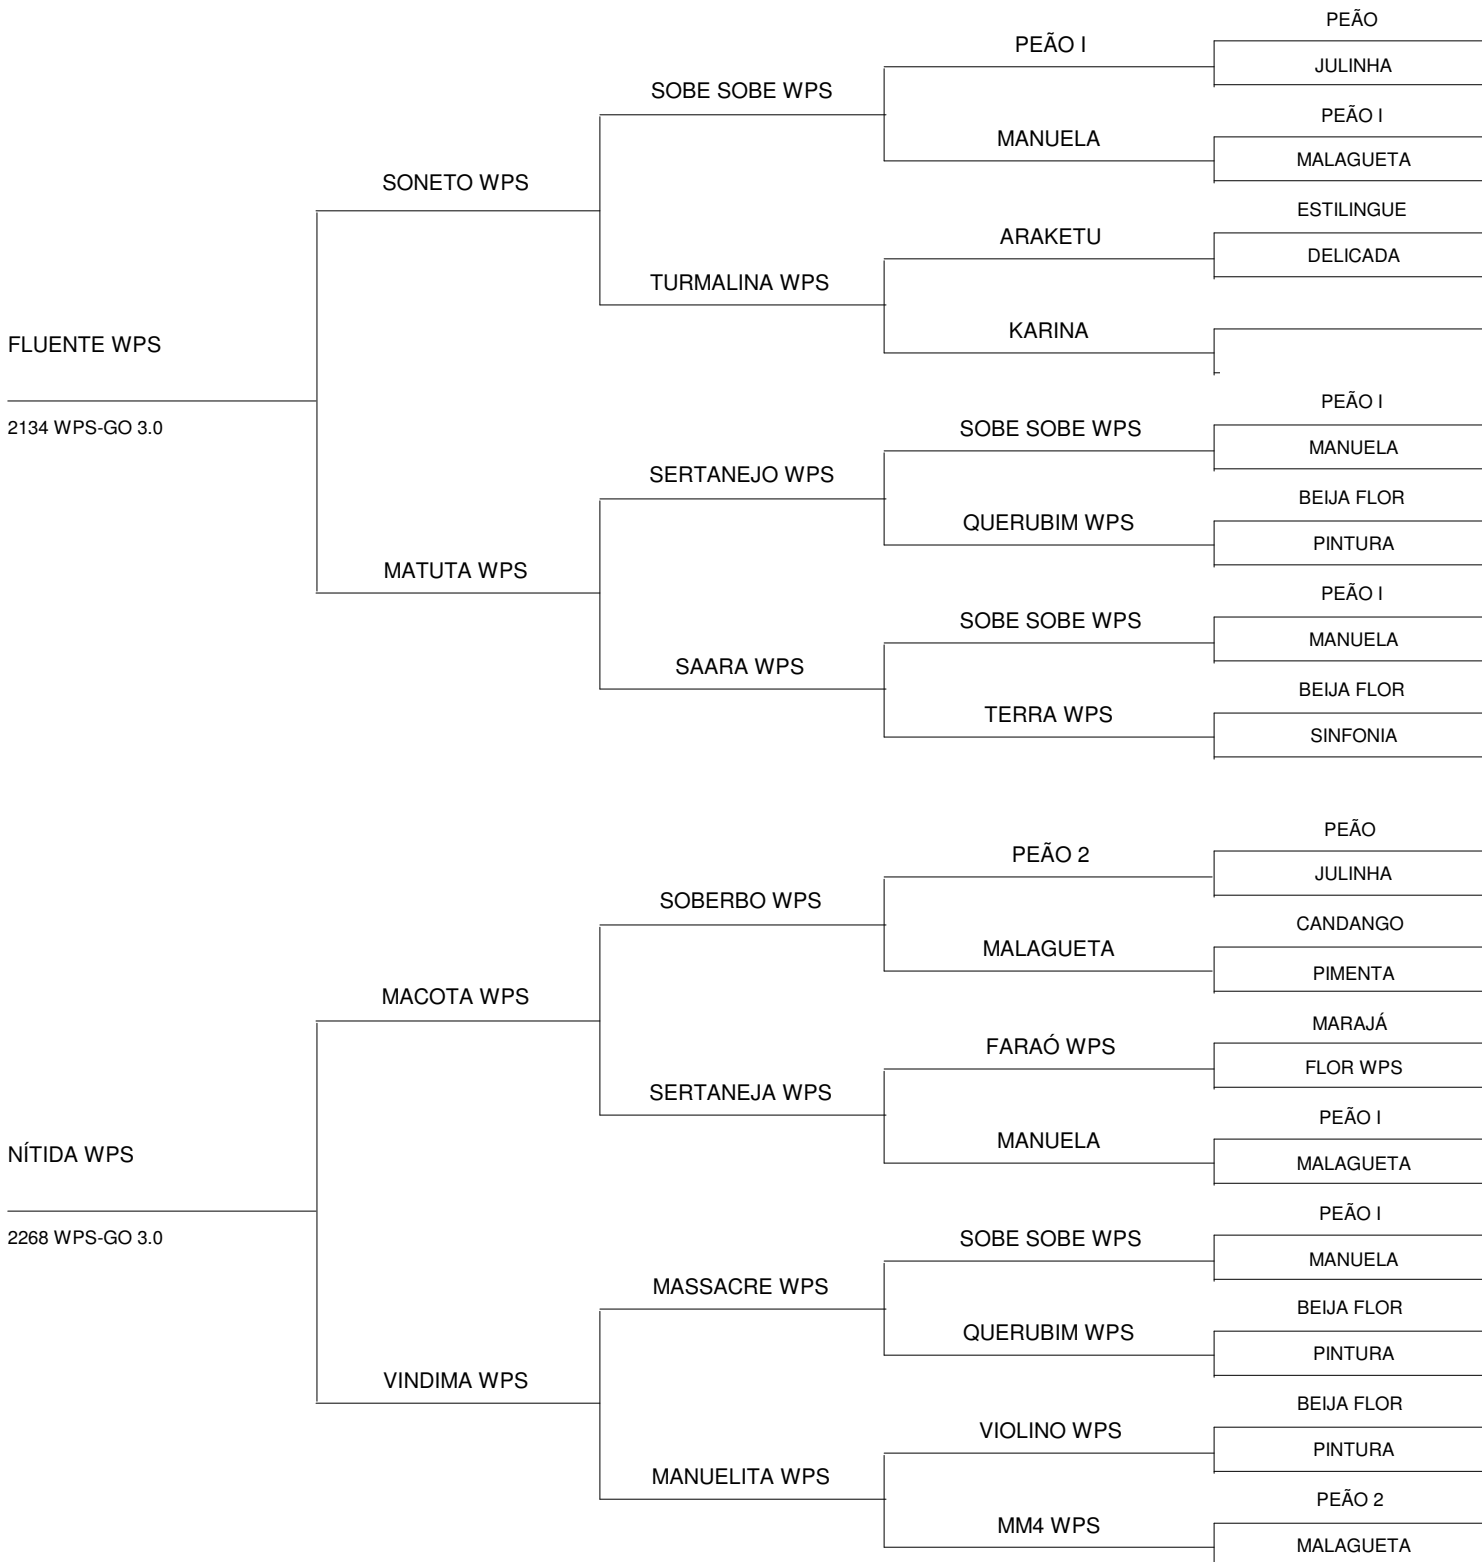 PEÃO
PEÃO I
JULINHA
SOBE SOBE WPS
PEÃO I
MANUELA
MALAGUETA
SONETO WPS
ESTILINGUE
ARAKETU
DELICADA
TURMALINA WPS
KARINA
FLUENTE WPS
PEÃO I
2134 WPS-GO 3.0
SOBE SOBE WPS
MANUELA
SERTANEJO WPS
BEIJA FLOR
QUERUBIM WPS
PINTURA
MATUTA WPS
PEÃO I
SOBE SOBE WPS
MANUELA
SAARA WPS
BEIJA FLOR
TERRA WPS
SINFONIA
PEÃO
PEÃO 2
JULINHA
SOBERBO WPS
CANDANGO
MALAGUETA
PIMENTA
MACOTA WPS
MARAJÁ
FARAÓ WPS
FLOR WPS
SERTANEJA WPS
PEÃO I
MANUELA
NÍTIDA WPS
MALAGUETA
PEÃO I
2268 WPS-GO 3.0
SOBE SOBE WPS
MANUELA
MASSACRE WPS
BEIJA FLOR
QUERUBIM WPS
PINTURA
VINDIMA WPS
BEIJA FLOR
VIOLINO WPS
PINTURA
MANUELITA WPS
PEÃO 2
MM4 WPS
MALAGUETA